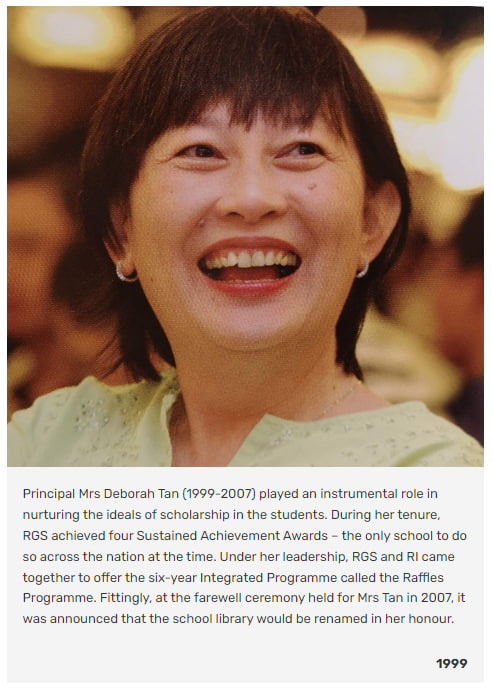 Principal Mrs Deborah Tan (1999-2007) played an instrumental role in
nurturing the ideals of scholarship in the students. During her tenure,
RGS achieved four Sustained Achievement Awards – the only school to do
so across the nation at the time. Under her leadership, RGS and RI came
together to offer the six-year Integrated Programme called the Raffles
Programme. Fittingly, at the farewell ceremony held for Mrs Tan in 2007, it
was announced that the school library would be renamed in her honour.
1999